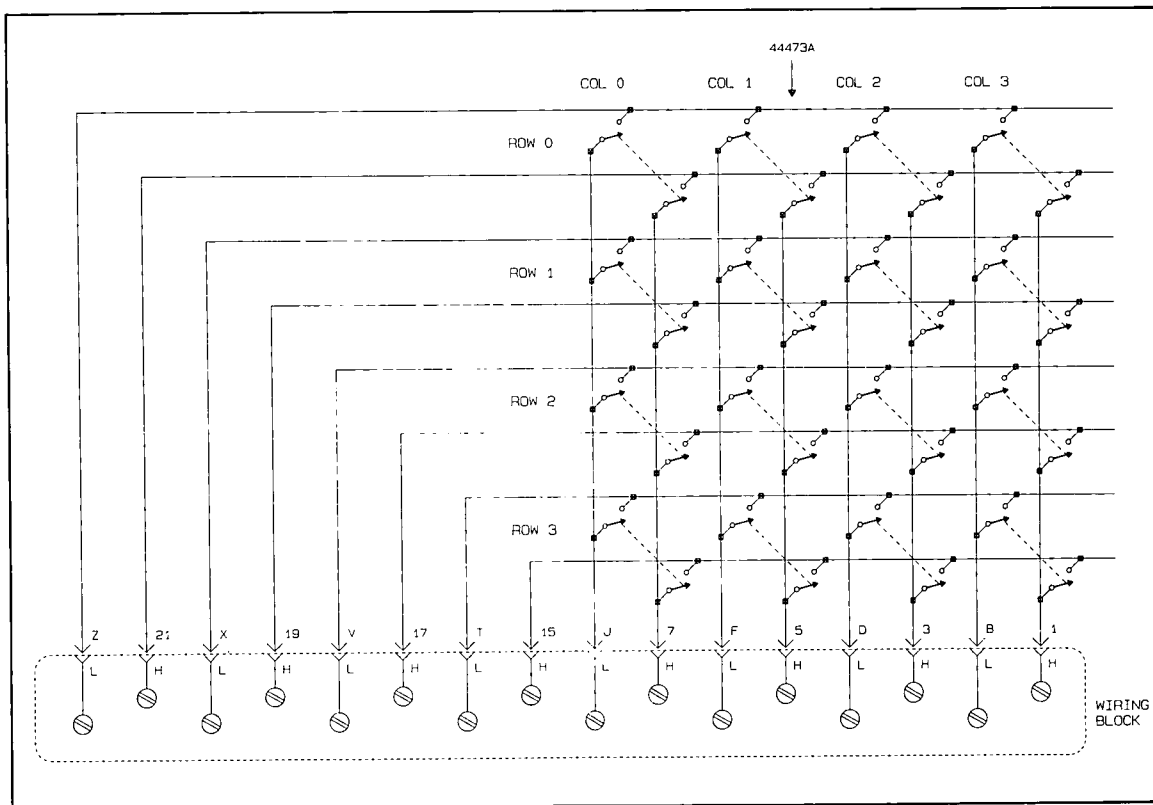 44473A
COL 0 COL 1 COL 2 COL 3
ROW 0
ROW 1
ROW 2
ROW 3
Z 21 X 19 V 17 T 15 J 7 F 5 D 3 B 1
L H L H L H L H L H L H L H L H
WIRING
BLOCK